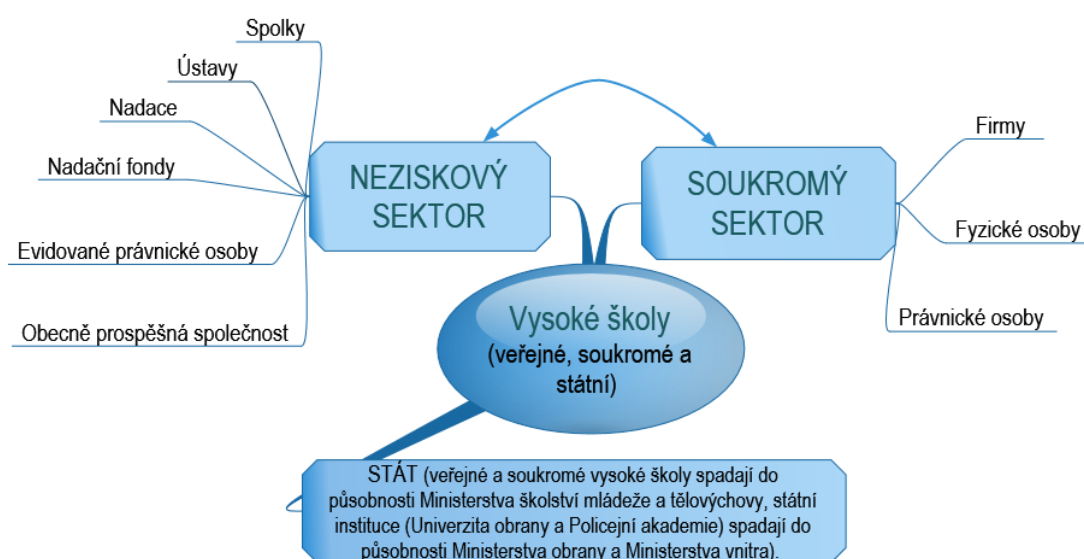 Spolky
Ústavy
Nadace
Nadační fondy
Evidované právnické osoby
Obecně prospěšná společnost
NEZISKOVÝ
SEKTOR
SOUKROMÝ
SEKTOR
Firmy
Fyzické osoby
Právnické osoby
Vysoké školy
(veřejné, soukromé a
státní)
STÁT (veřejné a soukromé vysoké školy spadají do
působnosti Ministerstva školství mládeže a tělovýchovy, státní
instituce (Univerzita obrany a Policejní akademie) spadají do
působnosti Ministerstva obrany a Ministerstva vnitra).